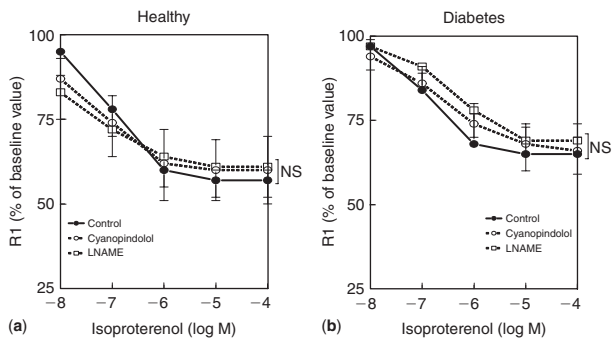 Healthy
100
75
50
25
R1 (% of baseline value)
Control
Cyanopindolol
LNAME
NS
−8 −7 −6 −5 −4
(a) Isoproterenol (log M)
Diabetes
100
75
50
25
R1 (% of baseline value)
Control
Cyanopindolol
LNAME
NS
−8 −7 −6 −5 −4
(b) Isoproterenol (log M)